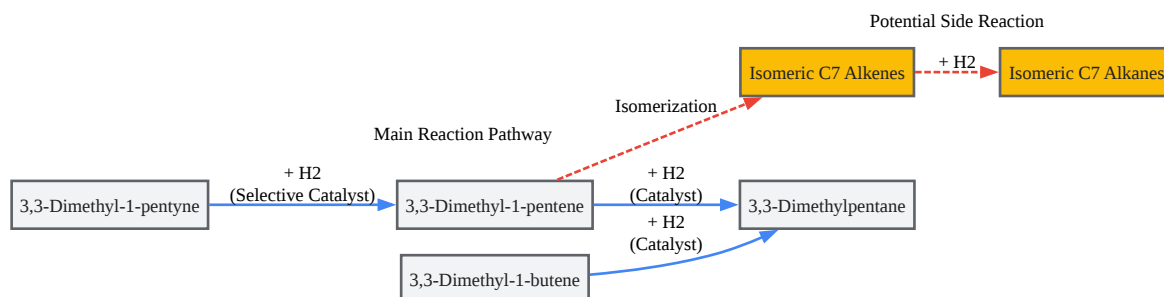 Potential Side Reaction
Isomeric C7 Alkenes
+ H2
Isomeric C7 Alkanes
Isomerization
Main Reaction Pathway
+ H2
(Selective Catalyst)
+ H2
(Catalyst)
3,3-Dimethyl-1-pentyne
3,3-Dimethyl-1-pentene
3,3-Dimethylpentane
+ H2
(Catalyst)
3,3-Dimethyl-1-butene